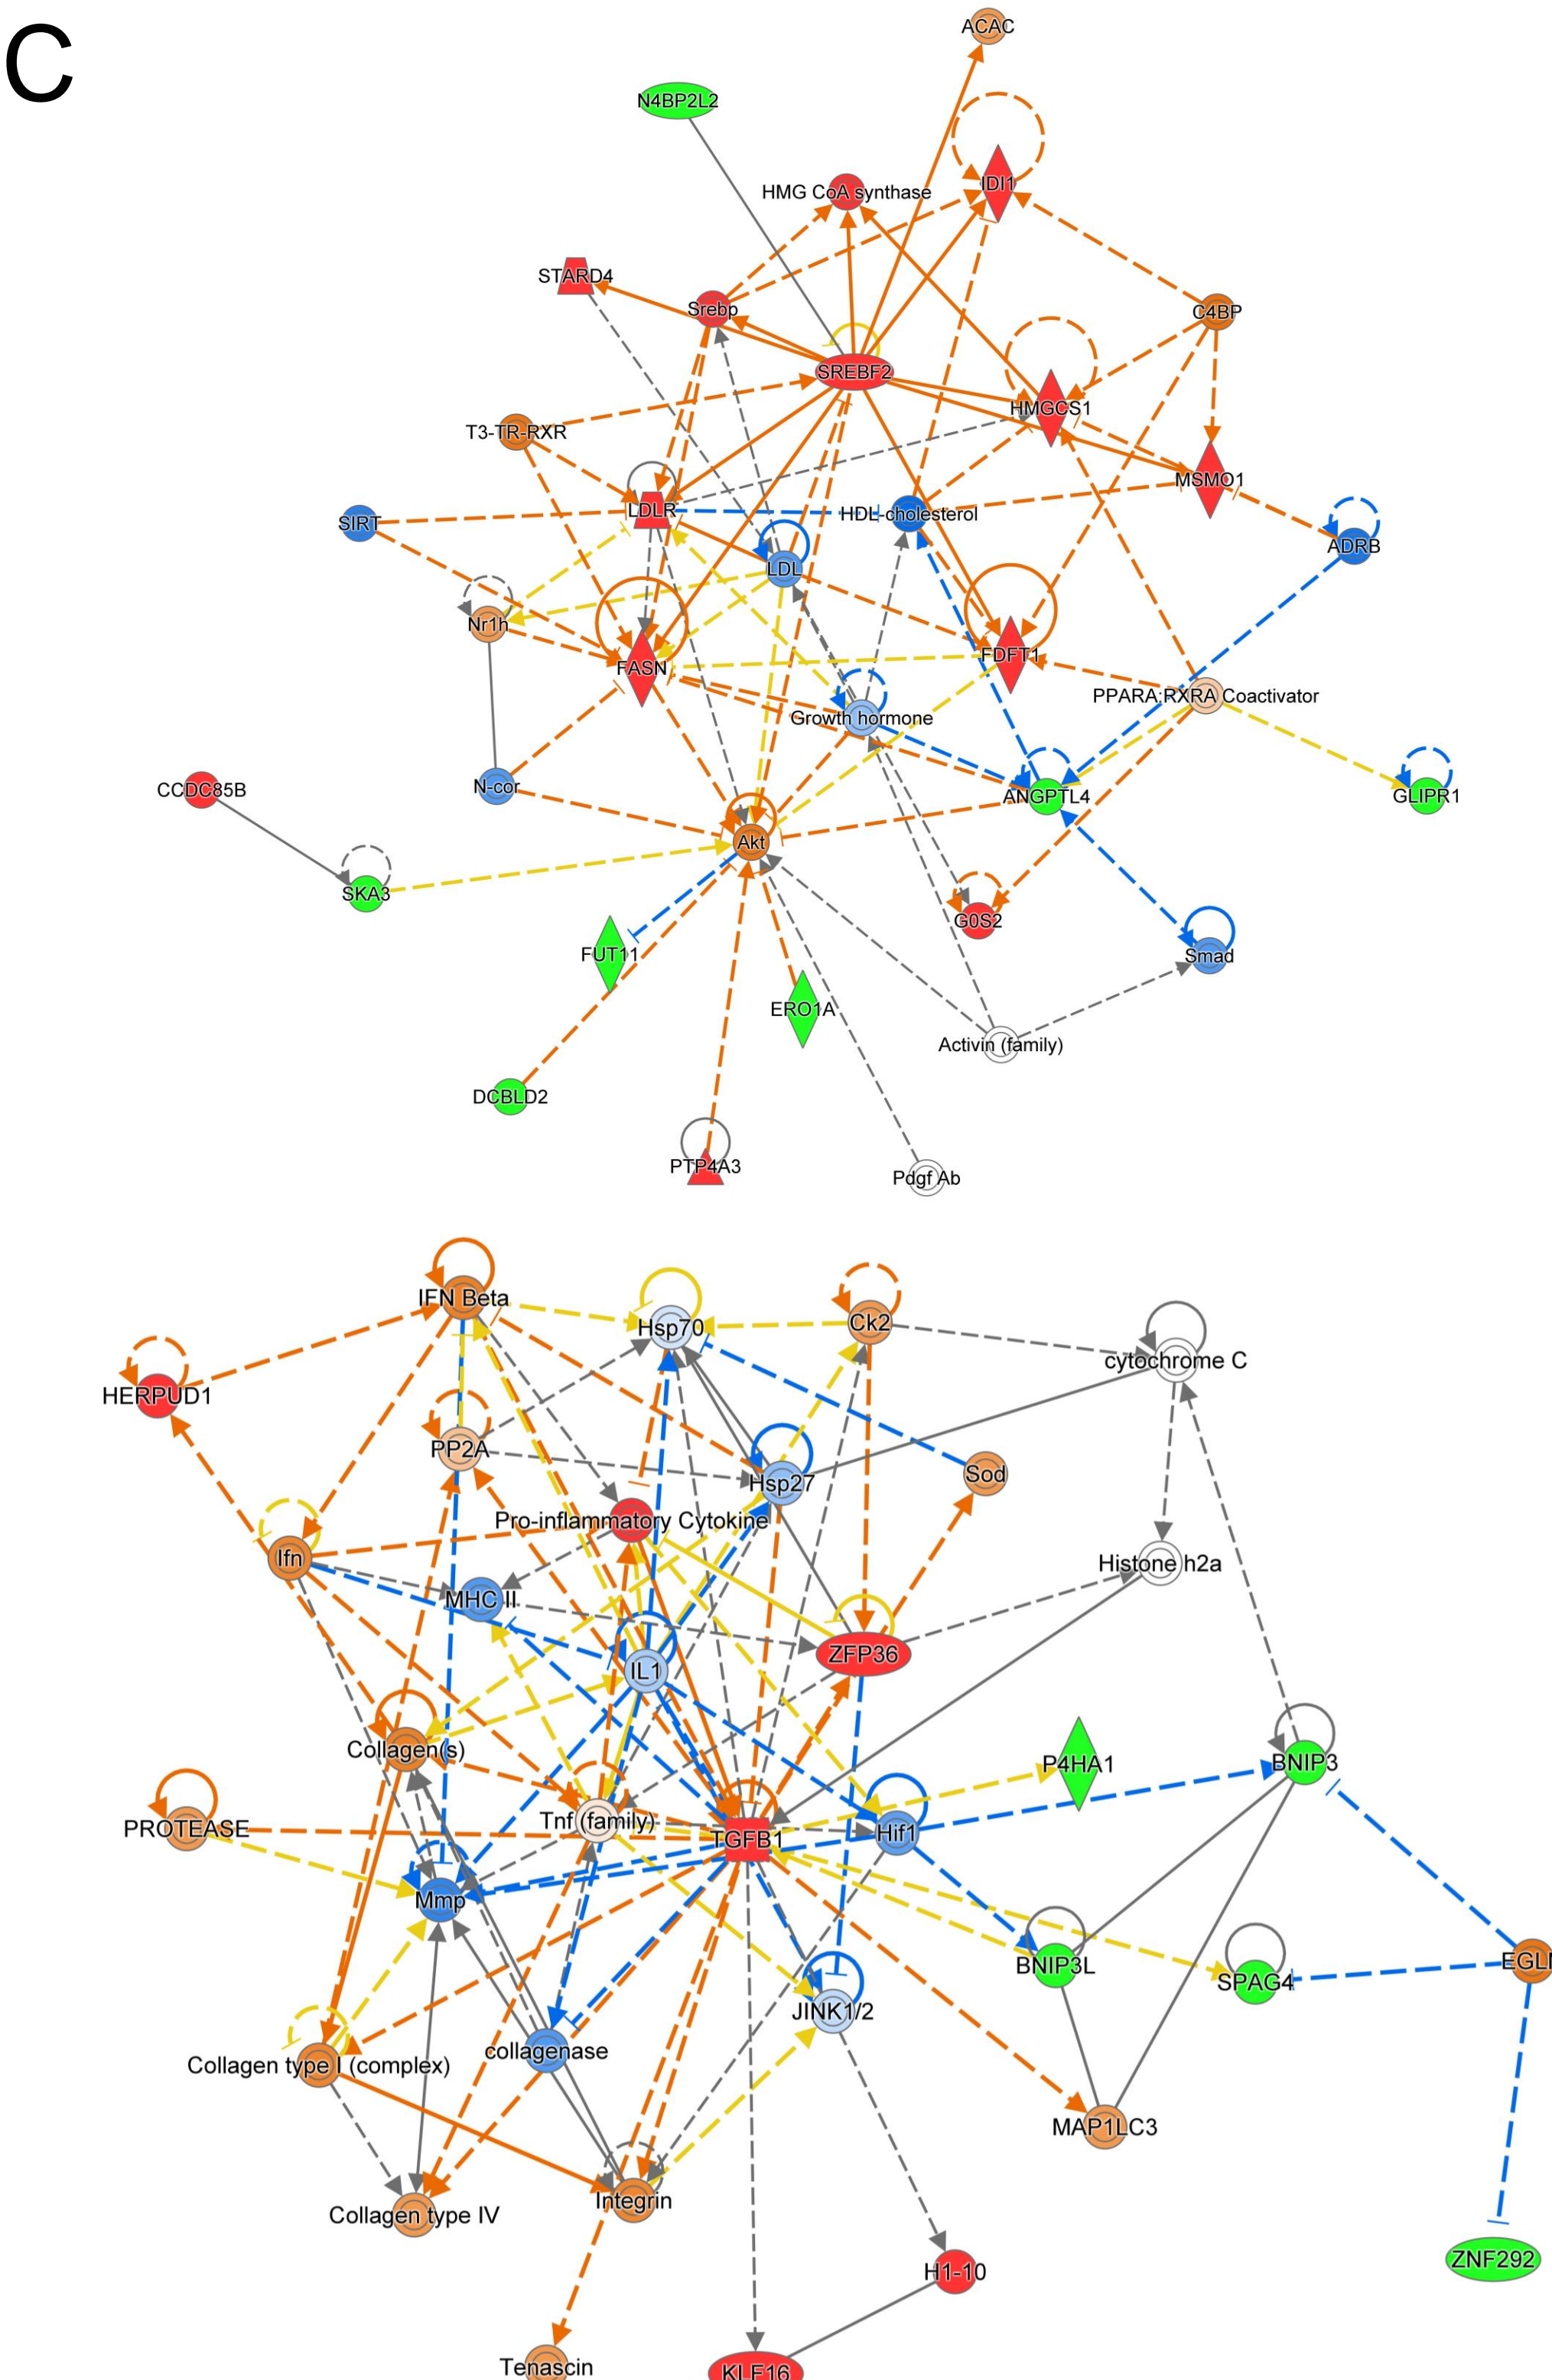 C
ACAC
N4BP2L2
HMG CoA synthase
IDI1
STARD4
Srebp
C4BP
SREBF2
HMGCS1
T3-TR-RXR
MSMO1
LDLR
HDL-cholesterol
SIRT
ADRB
LDL
Nr1h
FASN
FDFT1
PPARA:RXRA Coactivator
Growth hormone
N-cor
CCDC85B
ANGPTL4
GLIPR1
Akt
SKA3
G0S2
FUT11
Smad
ERO1A
Activin (family)
DCBLD2
PTP4A3
Pdgf Ab
IFN Beta
Hsp70
Ck2
cytochrome C
HERPUD1
PP2A
Hsp27
Sod
Pro-inflammatory Cytokine
Ifn
Histone h2a
MHC II
ZFP36
IL1
Collagen(s)
P4HA1
BNIP3
PROTEASE
Tnf (family)
TGFB1
Hif1
Mmp
BNIP3L
SPAG4
JINK1/2
collagenase
Collagen type I (complex)
MAP1LC3
Collagen type IV
Integrin
ZNF292
H1-10
Tenascin
KLF16